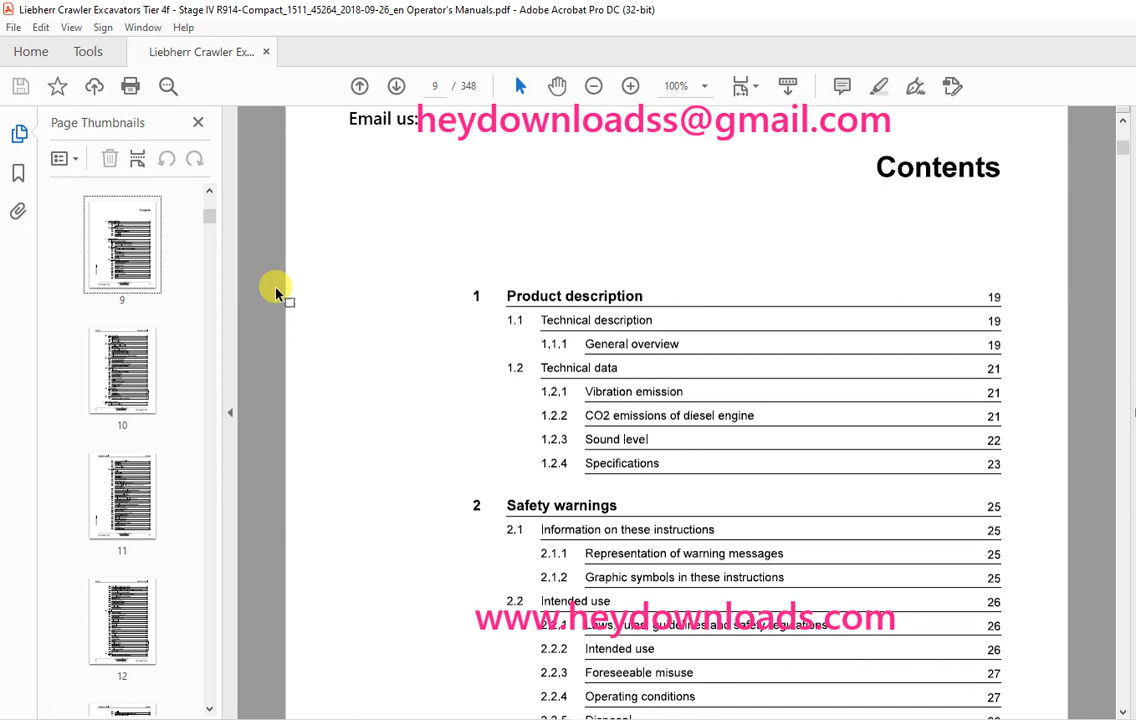 Liebherr Crawler Excavators Tier 4f - Stage IV R914-Compact_1511_45264_2018-09-26_en Operator's Manuals.pdf - Adobe Acrobat Pro DC (32-bit)
File Edit View Sign Window Help
Home Tools Liebherr Crawler Ex... ×
9 / 348 100%
Page Thumbnails
9
10
11
12
Email us: heydownloadss@gmail.com
Contents
1 Product description 19
1.1 Technical description 19
1.1.1 General overview 19
1.2 Technical data 21
1.2.1 Vibration emission 21
1.2.2 CO2 emissions of diesel engine 21
1.2.3 Sound level 22
1.2.4 Specifications 23
2 Safety warnings 25
2.1 Information on these instructions 25
2.1.1 Representation of warning messages 25
2.1.2 Graphic symbols in these instructions 25
2.2 Intended use 26
www.heydownloads.com
2.2.1 Laws, rules, guidelines and safety regulations 26
2.2.2 Intended use 26
2.2.3 Foreseeable misuse 27
2.2.4 Operating conditions 27